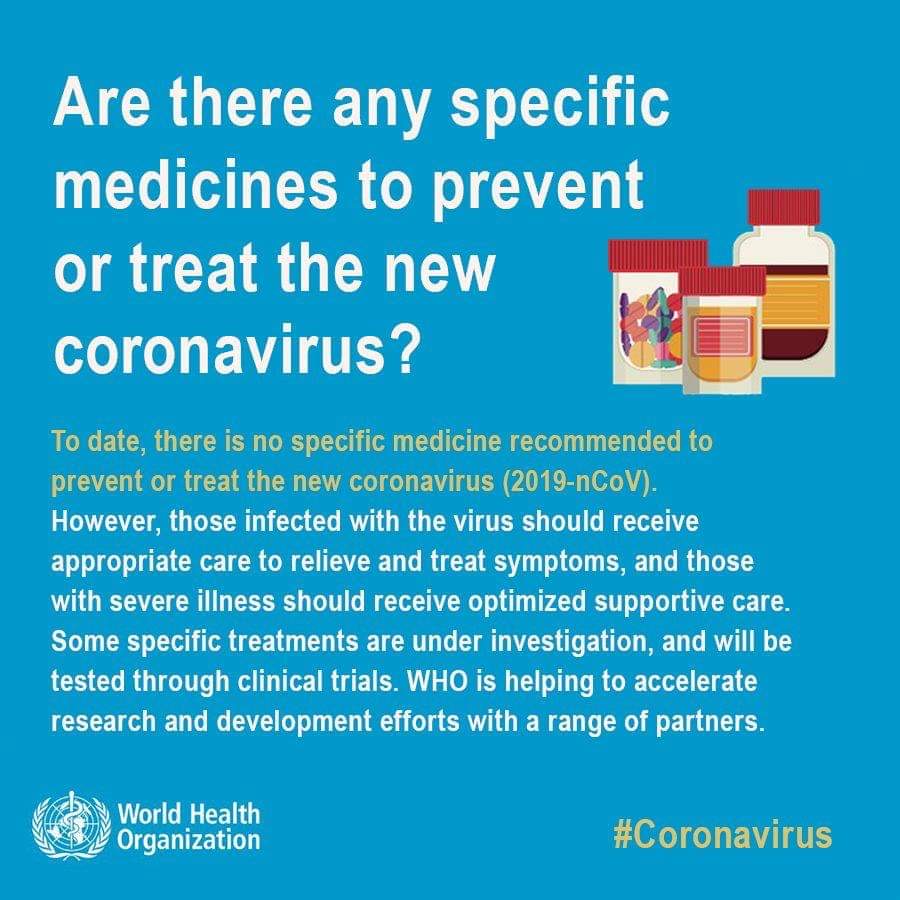 Are there any specific
medicines to prevent
or treat the new
coronavirus?
To date, there is no specific medicine recommended to
prevent or treat the new coronavirus (2019-nCoV).
However, those infected with the virus should receive
appropriate care to relieve and treat symptoms, and those
with severe illness should receive optimized supportive care.
Some specific treatments are under investigation, and will be
tested through clinical trials. WHO is helping to accelerate
research and development efforts with a range of partners.
World Health
Organization
#Coronavirus